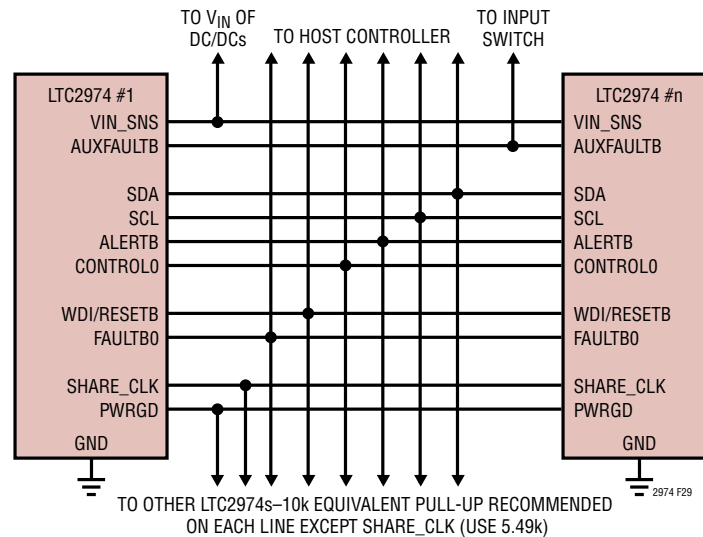 TO VIN OF
DC/DCs
TO HOST CONTROLLER
TO INPUT
SWITCH
LTC2974 #1
VIN_SNS
AUXFAULTB
SDA
SCL
ALERTB
CONTROL0
WDI/RESETB
FAULTB0
SHARE_CLK
PWRGD
GND
LTC2974 #n
VIN_SNS
AUXFAULTB
SDA
SCL
ALERTB
CONTROL0
WDI/RESETB
FAULTB0
SHARE_CLK
PWRGD
GND
2974 F29
TO OTHER LTC2974s–10k EQUIVALENT PULL-UP RECOMMENDED
ON EACH LINE EXCEPT SHARE_CLK (USE 5.49k)